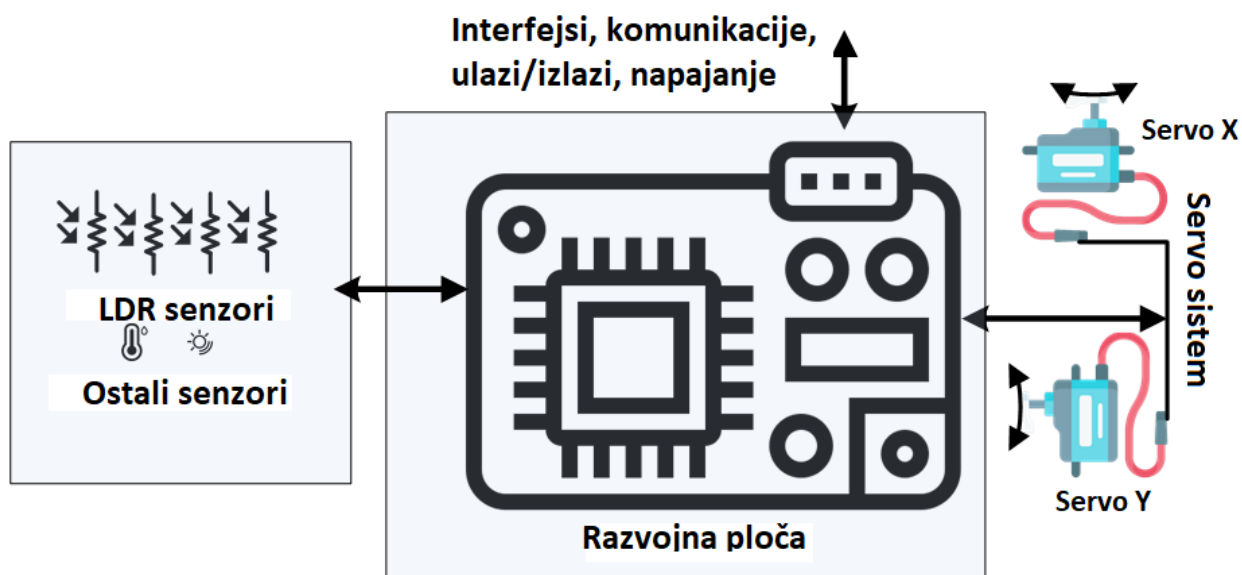 Interfejsi, komunikacije,
ulazi/izlazi, napajanje
LDR senzori
Ostali senzori
Razvojna ploča
Servo X
Servo sistem
Servo Y